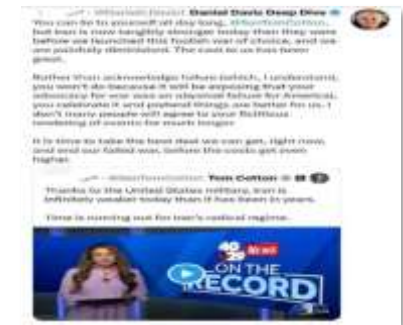 Daniel Davis Deep Dive
You can lie to yourself all day long, @SenTomCotton,
but Iran is now tangibly stronger today than they were
before we launched this foolish war of choice, and we
are painfully diminished. The cost to us has been
great.
Rather than acknowledge failure (which, I understand,
you won't do because it will be exposing that your
advocacy for war was an abysmal failure for America),
you celebrate it and pretend things are better for us. I
don't many people will agree to your fictitious
rendering of events for much longer.
It is time to take the best deal we can get, right now,
and end our failed war, before the costs get even
higher.
@SenTomCotton Tom Cotton
Thanks to the United States military, Iran is
infinitely weaker today than it has been in years.
Time is running out for Iran's radical regime.
40 29 NEWS
ON THE
RECORD